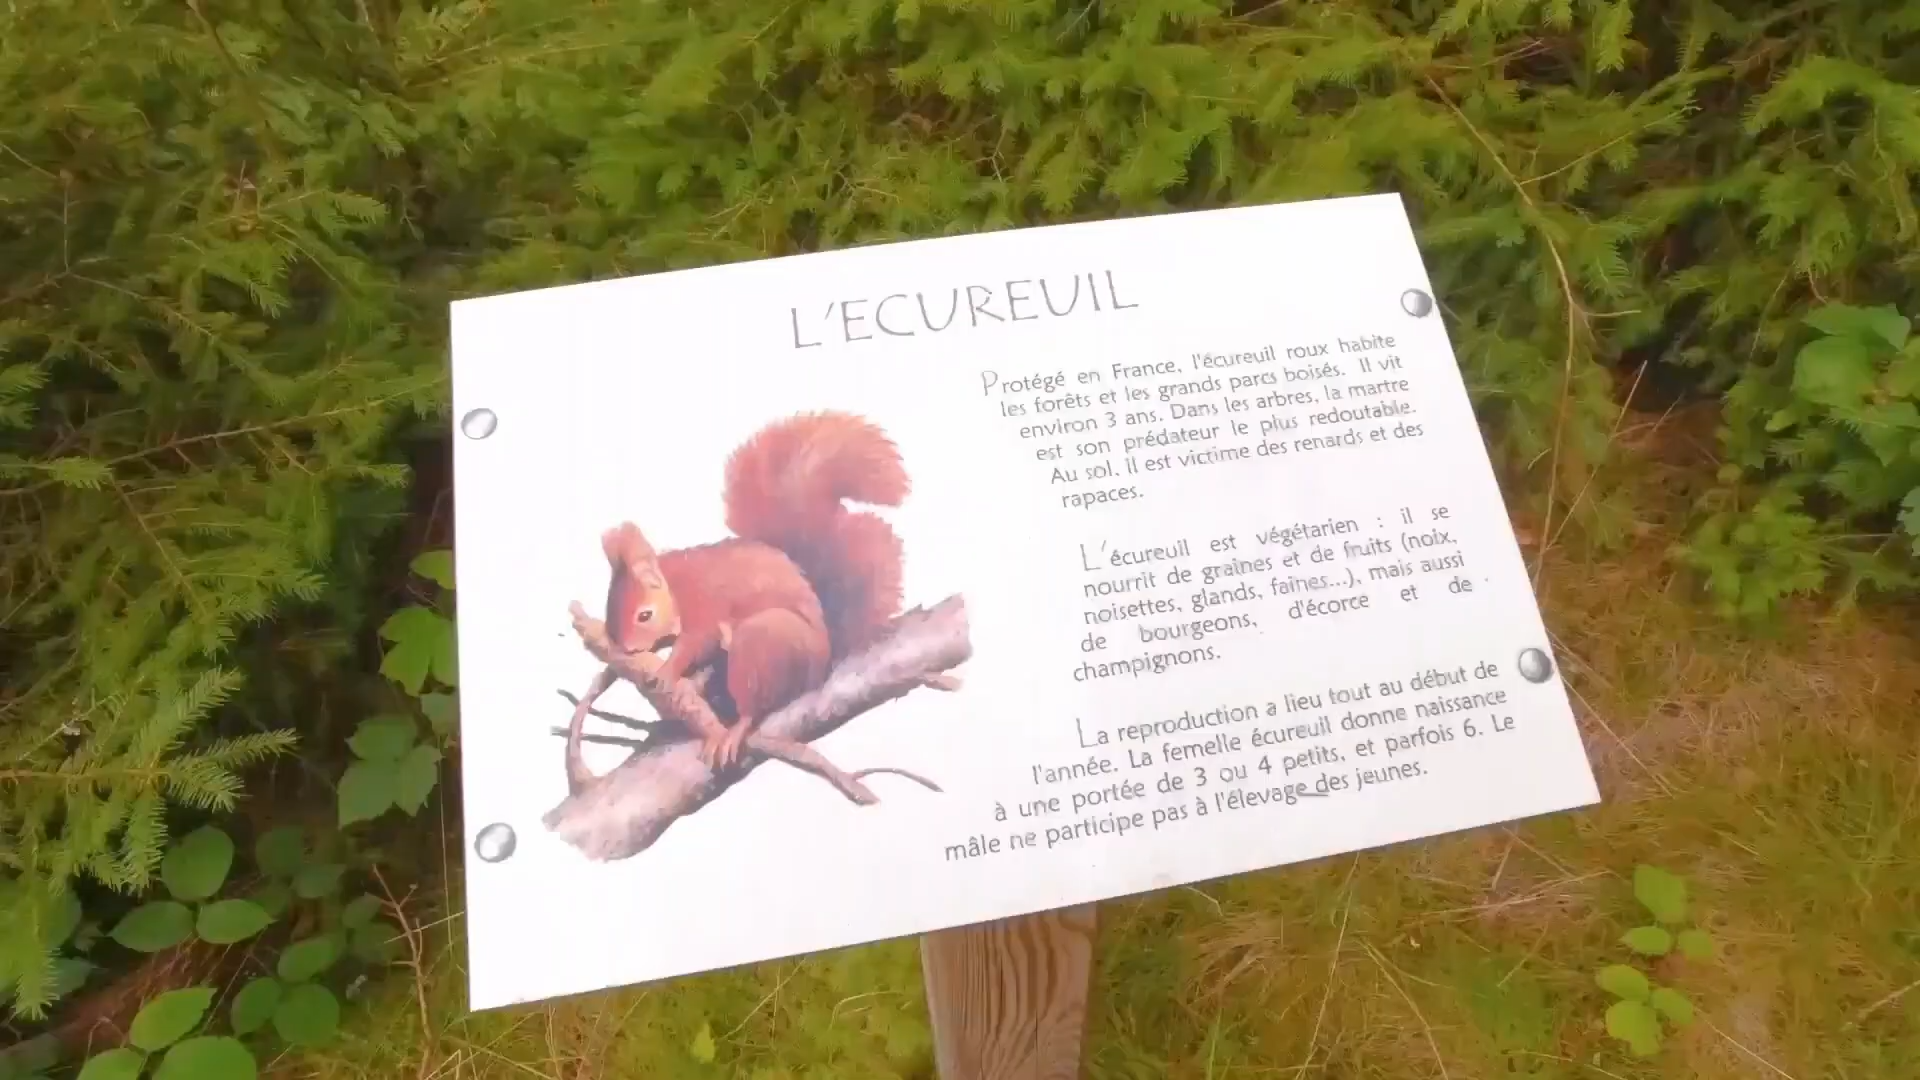 L'ECUREUIL
Protégé en France, l'écureuil roux habite
les forêts et les grands parcs boisés. Il vit
environ 3 ans. Dans les arbres, la martre
est son prédateur le plus redoutable.
Au sol, il est victime des renards et des
rapaces.
L'écureuil est végétarien : il se
nourrit de graines et de fruits (noix,
noisettes, glands, faînes...), mais aussi
de bourgeons, d'écorce et de
champignons.
La reproduction a lieu tout au début de
l'année. La femelle écureuil donne naissance
à une portée de 3 ou 4 petits, et parfois 6. Le
mâle ne participe pas à l'élevage des jeunes.